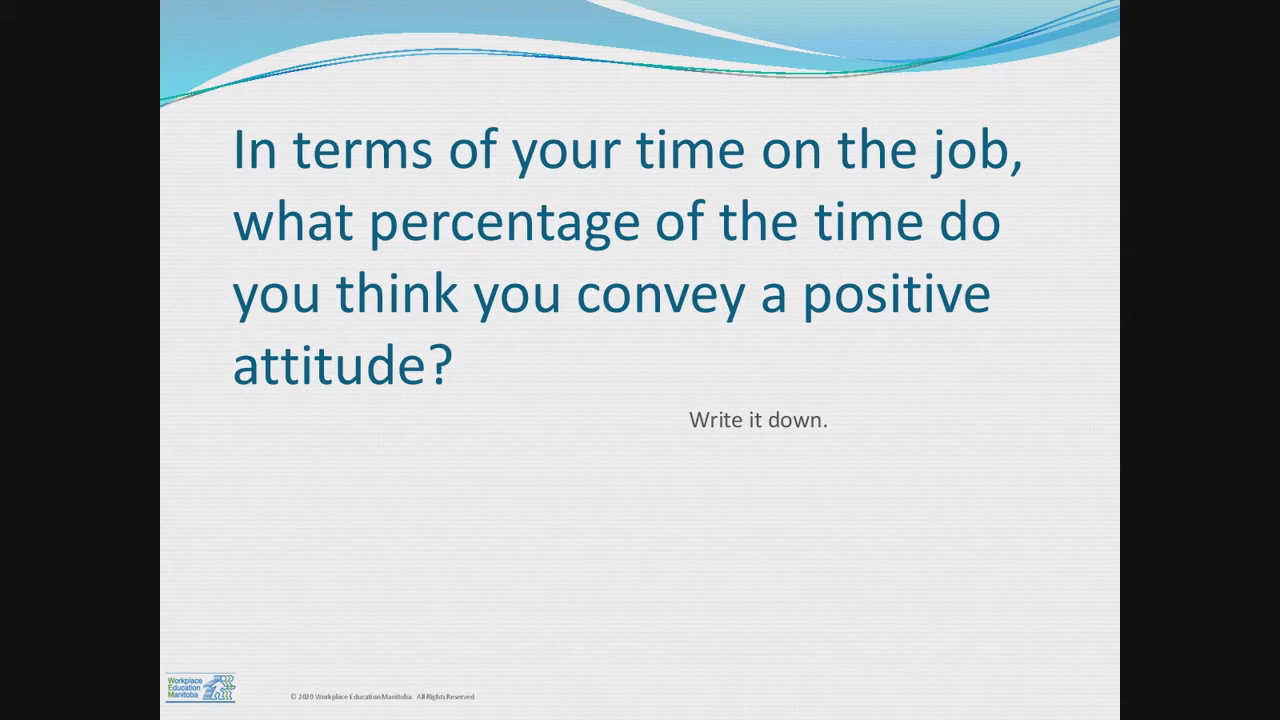 In terms of your time on the job,
what percentage of the time do
you think you convey a positive
attitude?
Write it down.
Workplace
Education
Manitoba
© 2020 Workplace Education Manitoba. All Rights Reserved